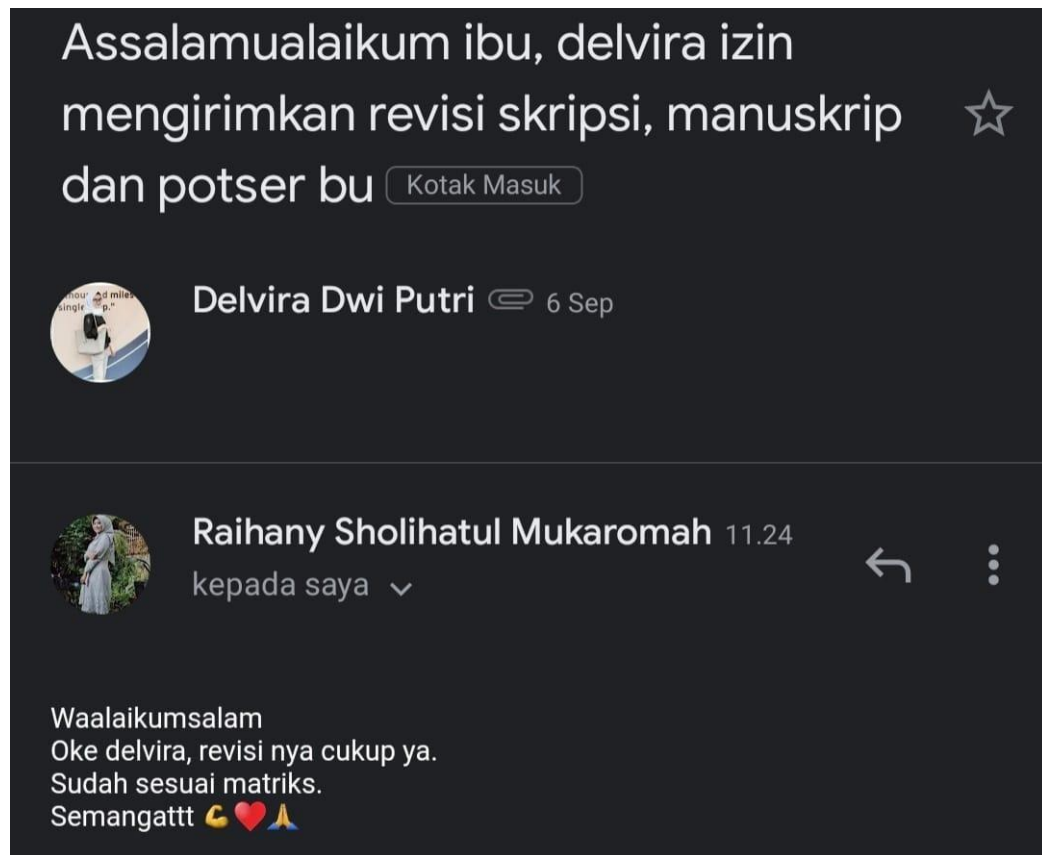 Assalamualaikum ibu, delvira izin
mengirimkan revisi skripsi, manuskrip
dan potser bu Kotak Masuk
Delvira Dwi Putri 6 Sep
Raihany Sholihatul Mukaromah 11.24
kepada saya
Waalaikumsalam
Oke delvira, revisi nya cukup ya.
Sudah sesuai matriks.
Semangattt 💪❤️🙏